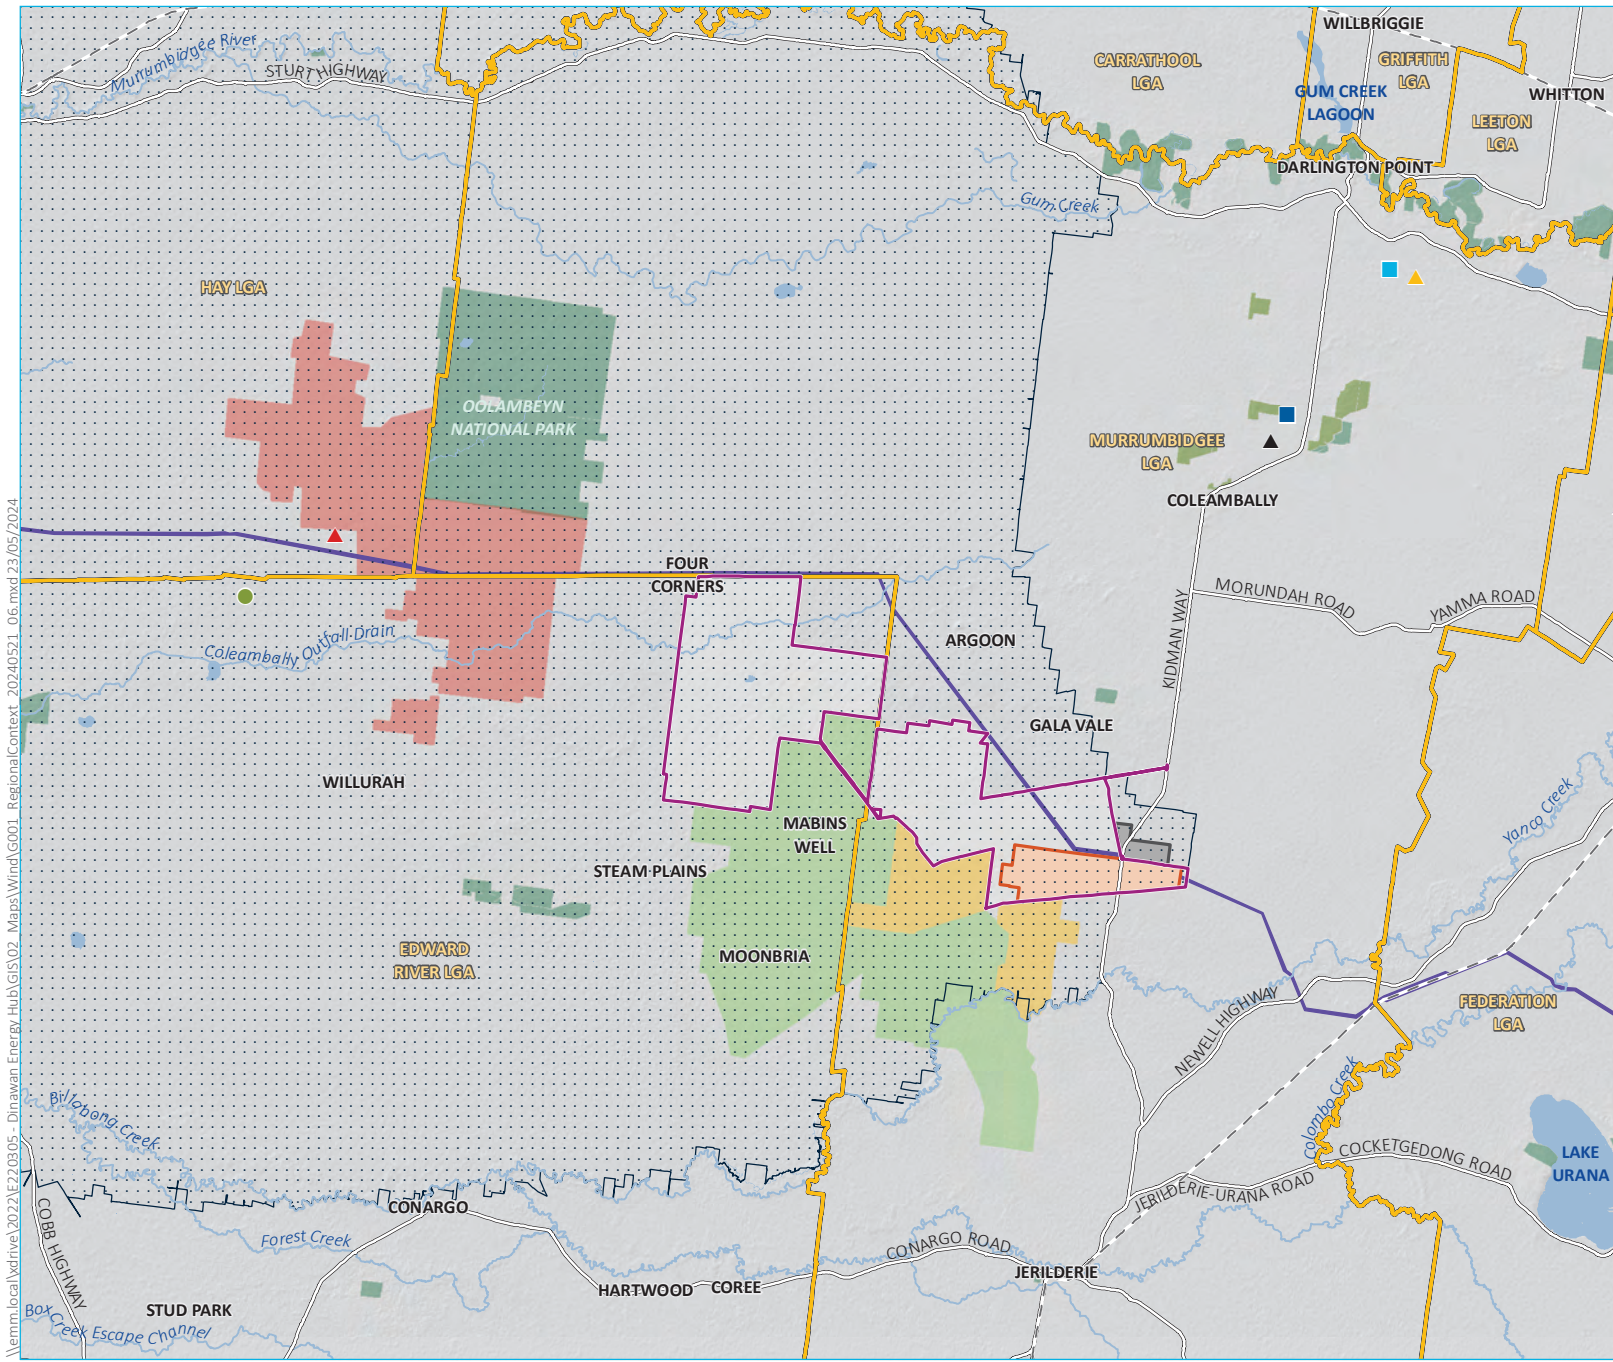 WILLBRIGGIE
Murrumbidgee River
STURT HIGHWAY
CARRATHOOL
LGA
GRIFFITH
LGA
GUM CREEK
LAGOON
WHITTON
LEETON
LGA
DARLINGTON POINT
Gum Creek
HAY LGA
OOLAMBEYN
NATIONAL PARK
MURRUMBIDGEE
LGA
COLEAMBALLY
FOUR
CORNERS
MORUNDAH ROAD
YAMMA ROAD
KIDMAN WAY
ARGOON
Coleambally Outfall Drain
GALA VALE
WILLURAH
MABINS
WELL
STEAM PLAINS
Yanco Creek
EDWARD
RIVER LGA
MOONBRIA
NEWELL HIGHWAY
FEDERATION
LGA
Billabong Creek
Colombo Creek
COCKETGEDONG ROAD
LAKE
URANA
JERILDERIE-URANA ROAD
CONARGO
COBB HIGHWAY
Forest Creek
CONARGO ROAD
JERILDERIE
HARTWOOD
COREE
STUD PARK
Box Creek Escape Channel
\\emm.local\xdrive\2022\E220305 - Dinawan Energy Hub\GIS\02_Maps\Wind\G001_RegionalContext_20240521_06.mxd 23/05/2024